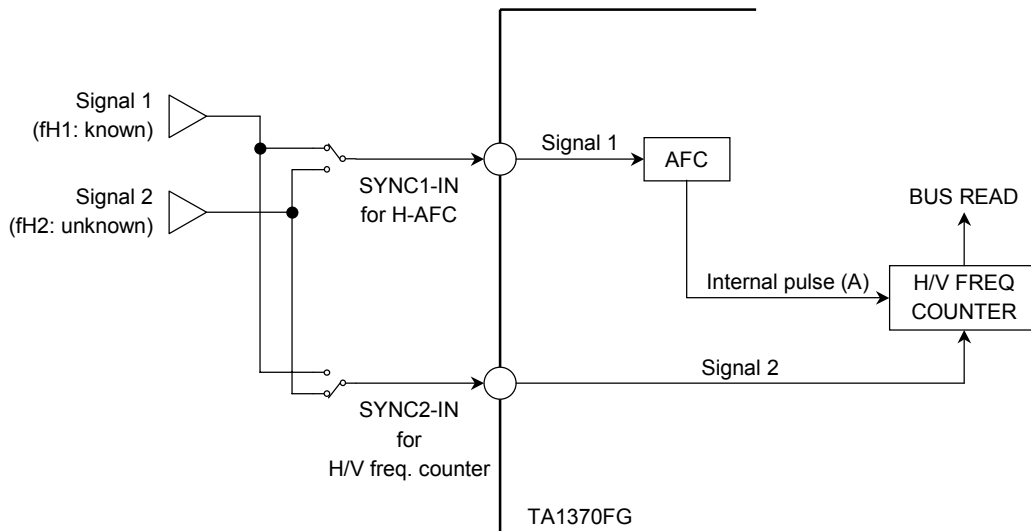 Signal 1
(fH1: known)
Signal 2
(fH2: unknown)
SYNC1-IN
for H-AFC
Signal 1
AFC
BUS READ
Internal pulse (A)
H/V FREQ
COUNTER
Signal 2
SYNC2-IN
for
H/V freq. counter
TA1370FG